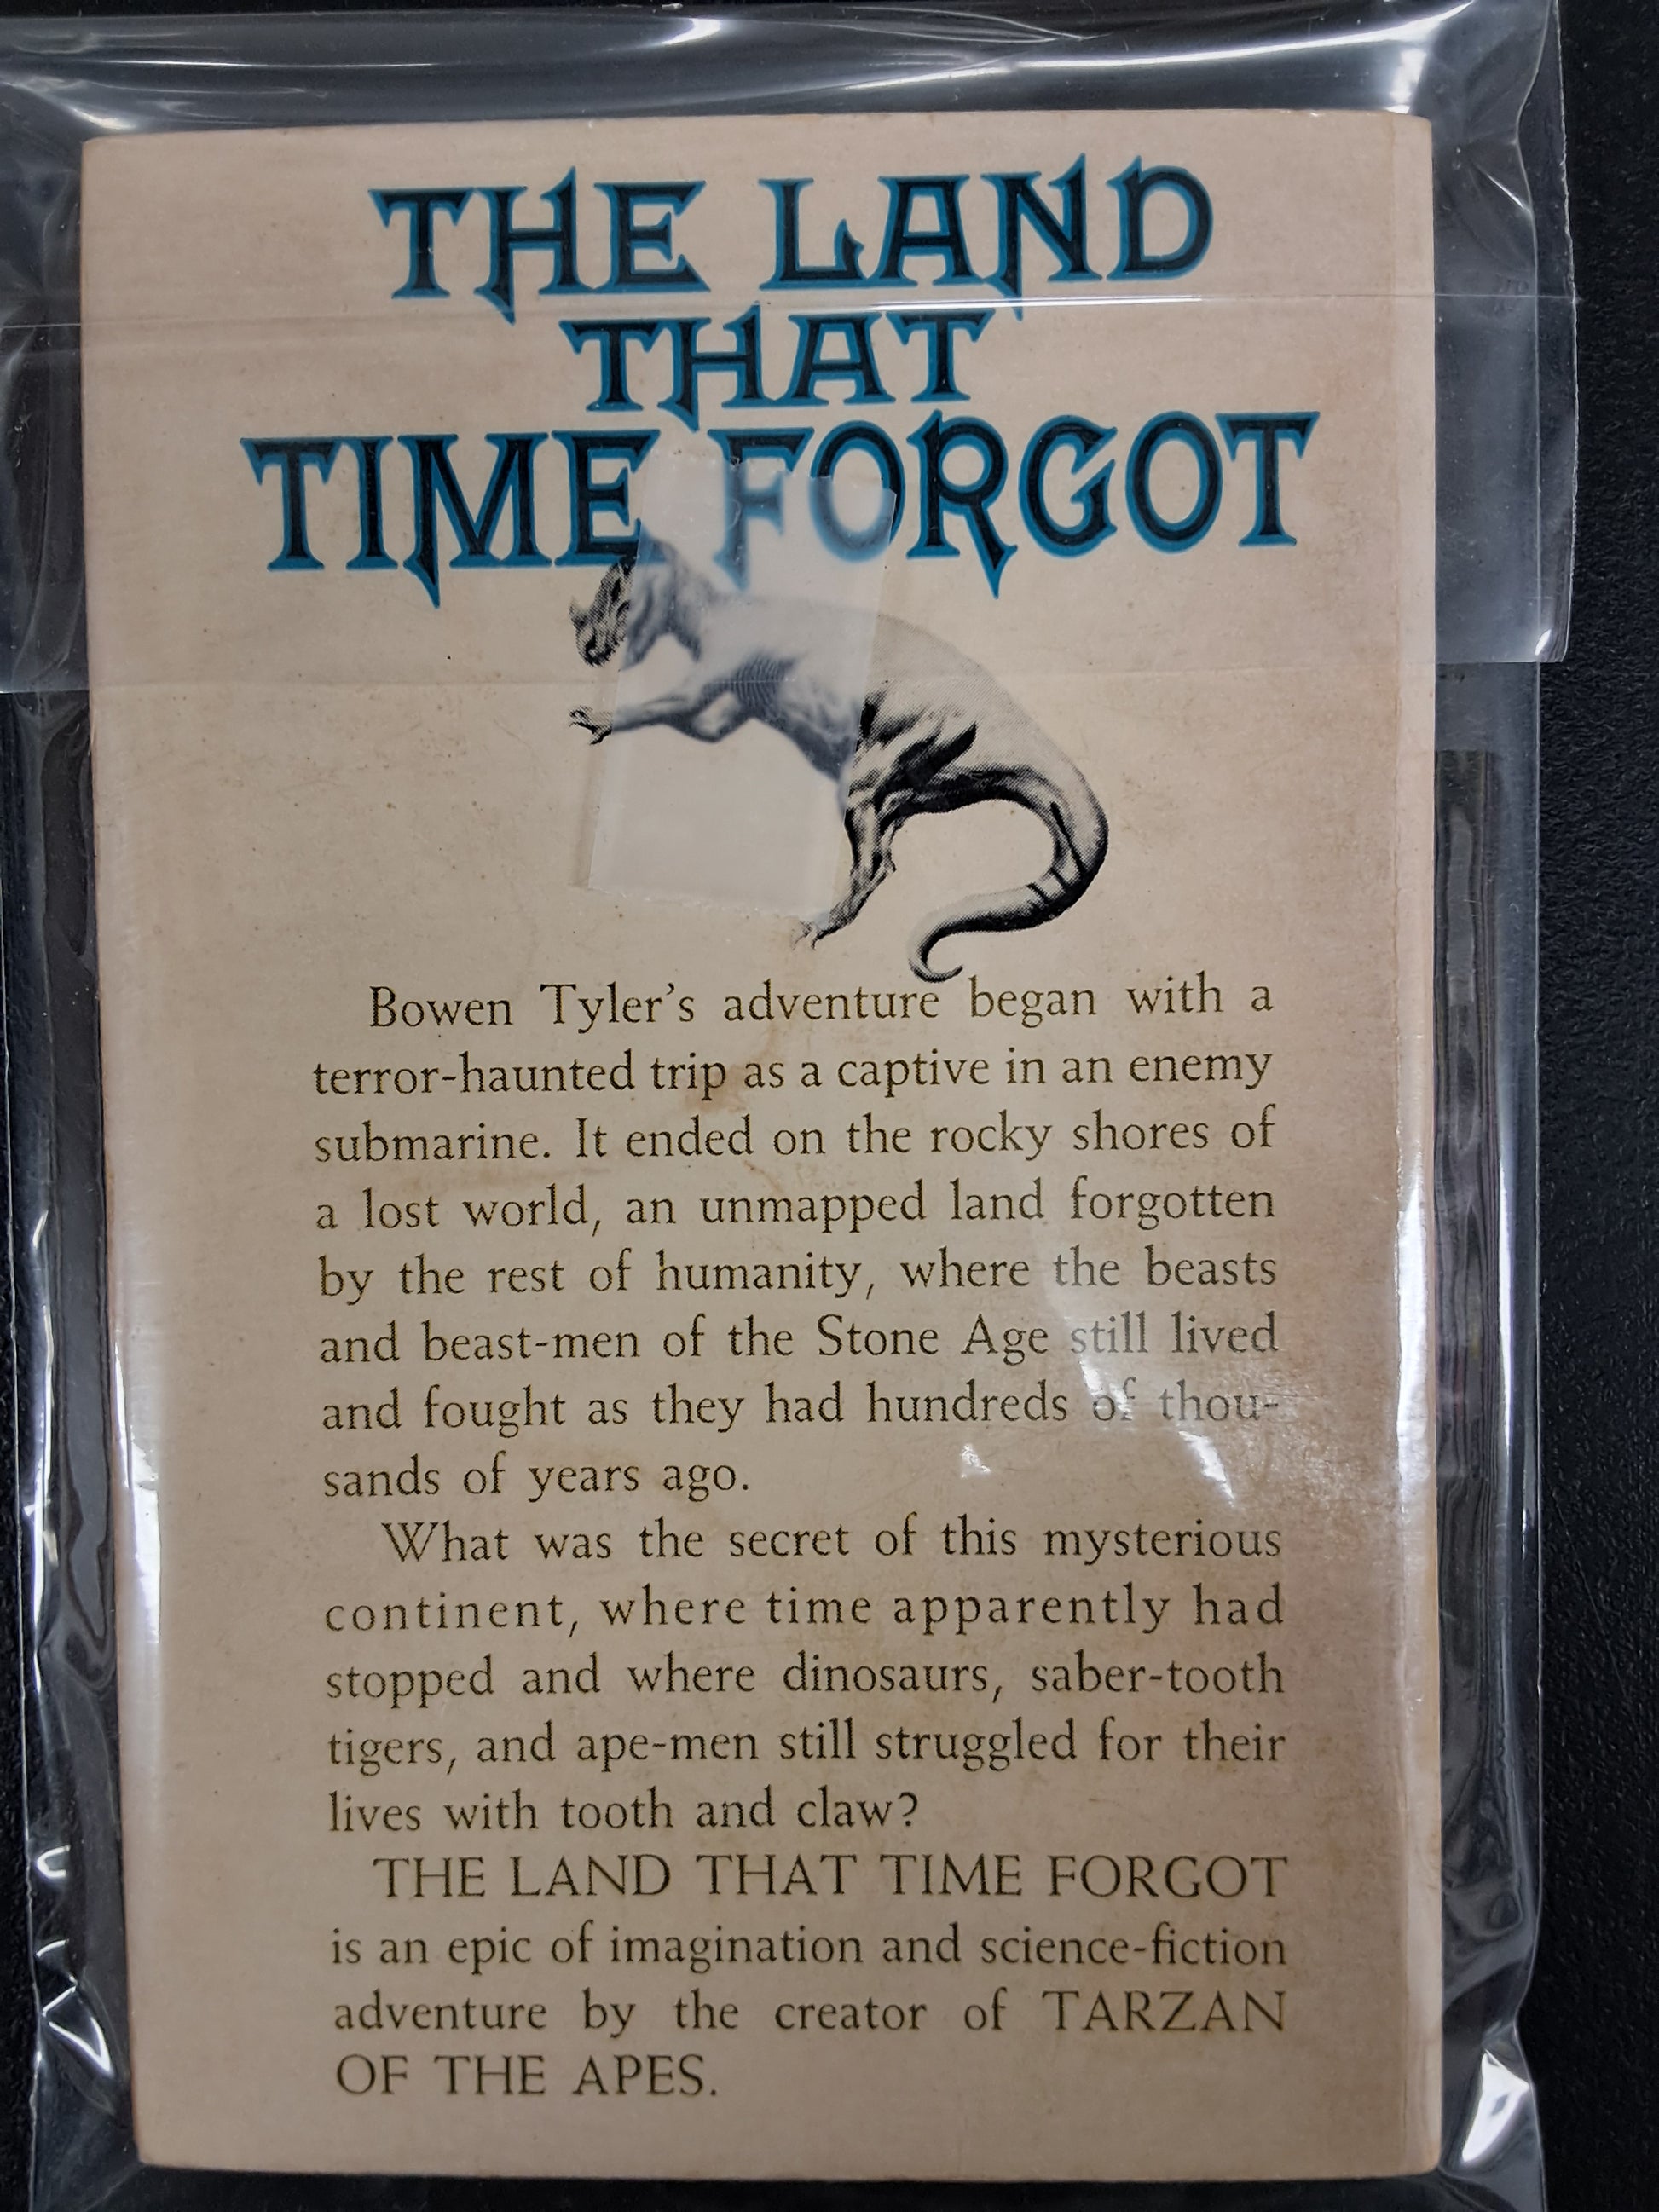 THE LAND
THAT
TIME FORGOT
Bowen Tyler's adventure began with a
terror-haunted trip as a captive in an enemy
submarine. It ended on the rocky shores of
a lost world, an unmapped land forgotten
by the rest of humanity, where the beasts
and beast-men of the Stone Age still lived
and fought as they had hundreds of thou-
sands of years ago.
What was the secret of this mysterious
continent, where time apparently had
stopped and where dinosaurs, saber-tooth
tigers, and ape-men still struggled for their
lives with tooth and claw?
THE LAND THAT TIME FORGOT
is an epic of imagination and science-fiction
adventure by the creator of TARZAN
OF THE APES.